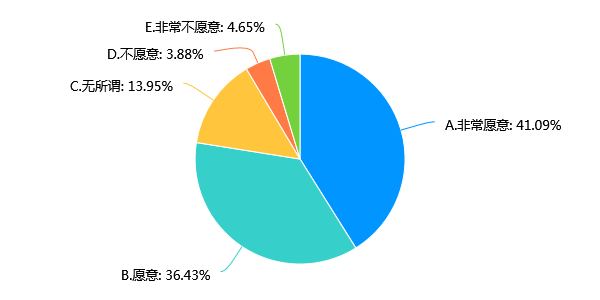 E.非常不愿意: 4.65%
D.不愿意: 3.88%
C.无所谓: 13.95%
A.非常愿意: 41.09%
B.愿意: 36.43%